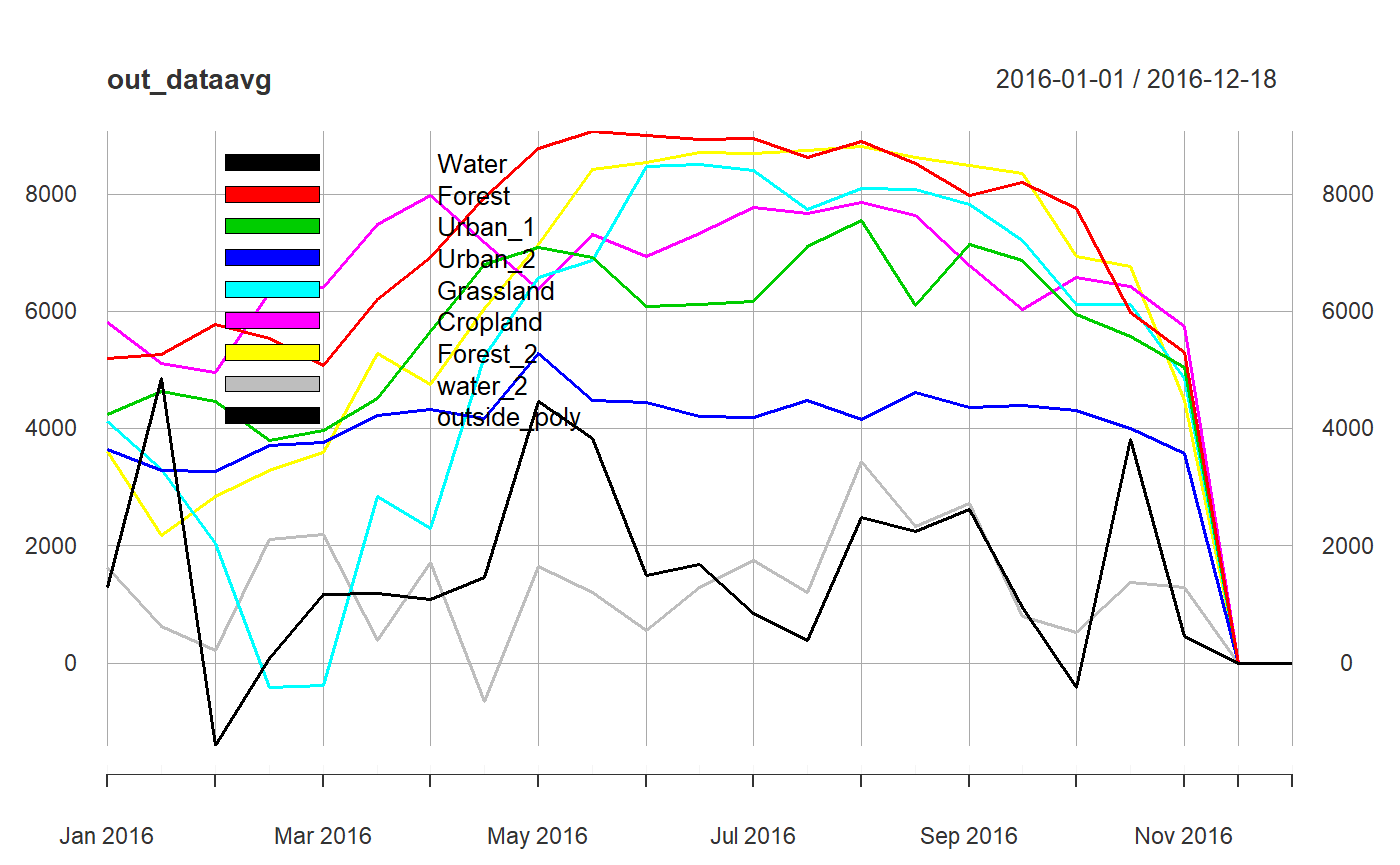 out_dataavg 2016-01-01 / 2016-12-18
Water
Forest
Urban_1
Urban_2
Grassland
Cropland
Forest_2
water_2
outside_poly
8000 8000
6000 6000
4000 4000
2000 2000
0 0
Jan 2016 Mar 2016 May 2016 Jul 2016 Sep 2016 Nov 2016